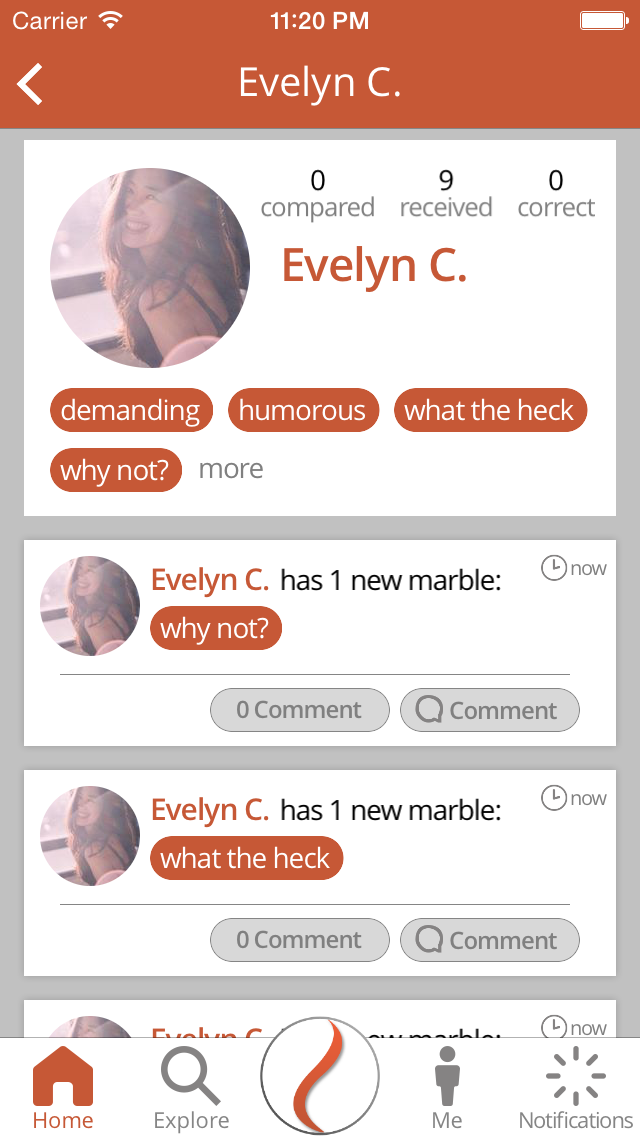 Carrier 11:20 PM
Evelyn C.
0 9 0
compared received correct
Evelyn C.
demanding humorous what the heck
why not? more
Evelyn C. has 1 new marble: now
why not?
0 Comment Comment
Evelyn C. has 1 new marble: now
what the heck
0 Comment Comment
Evelyn C. new marble: now
Home Explore Me Notifications